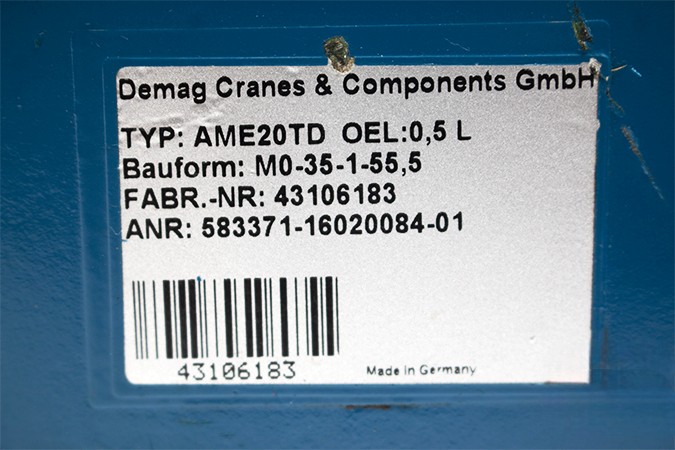 Demag Cranes & Components GmbH
TYP: AME20TD OEL:0,5 L
Bauform: M0-35-1-55,5
FABR.-NR: 43106183
ANR: 583371-16020084-01
43106183
Made in Germany